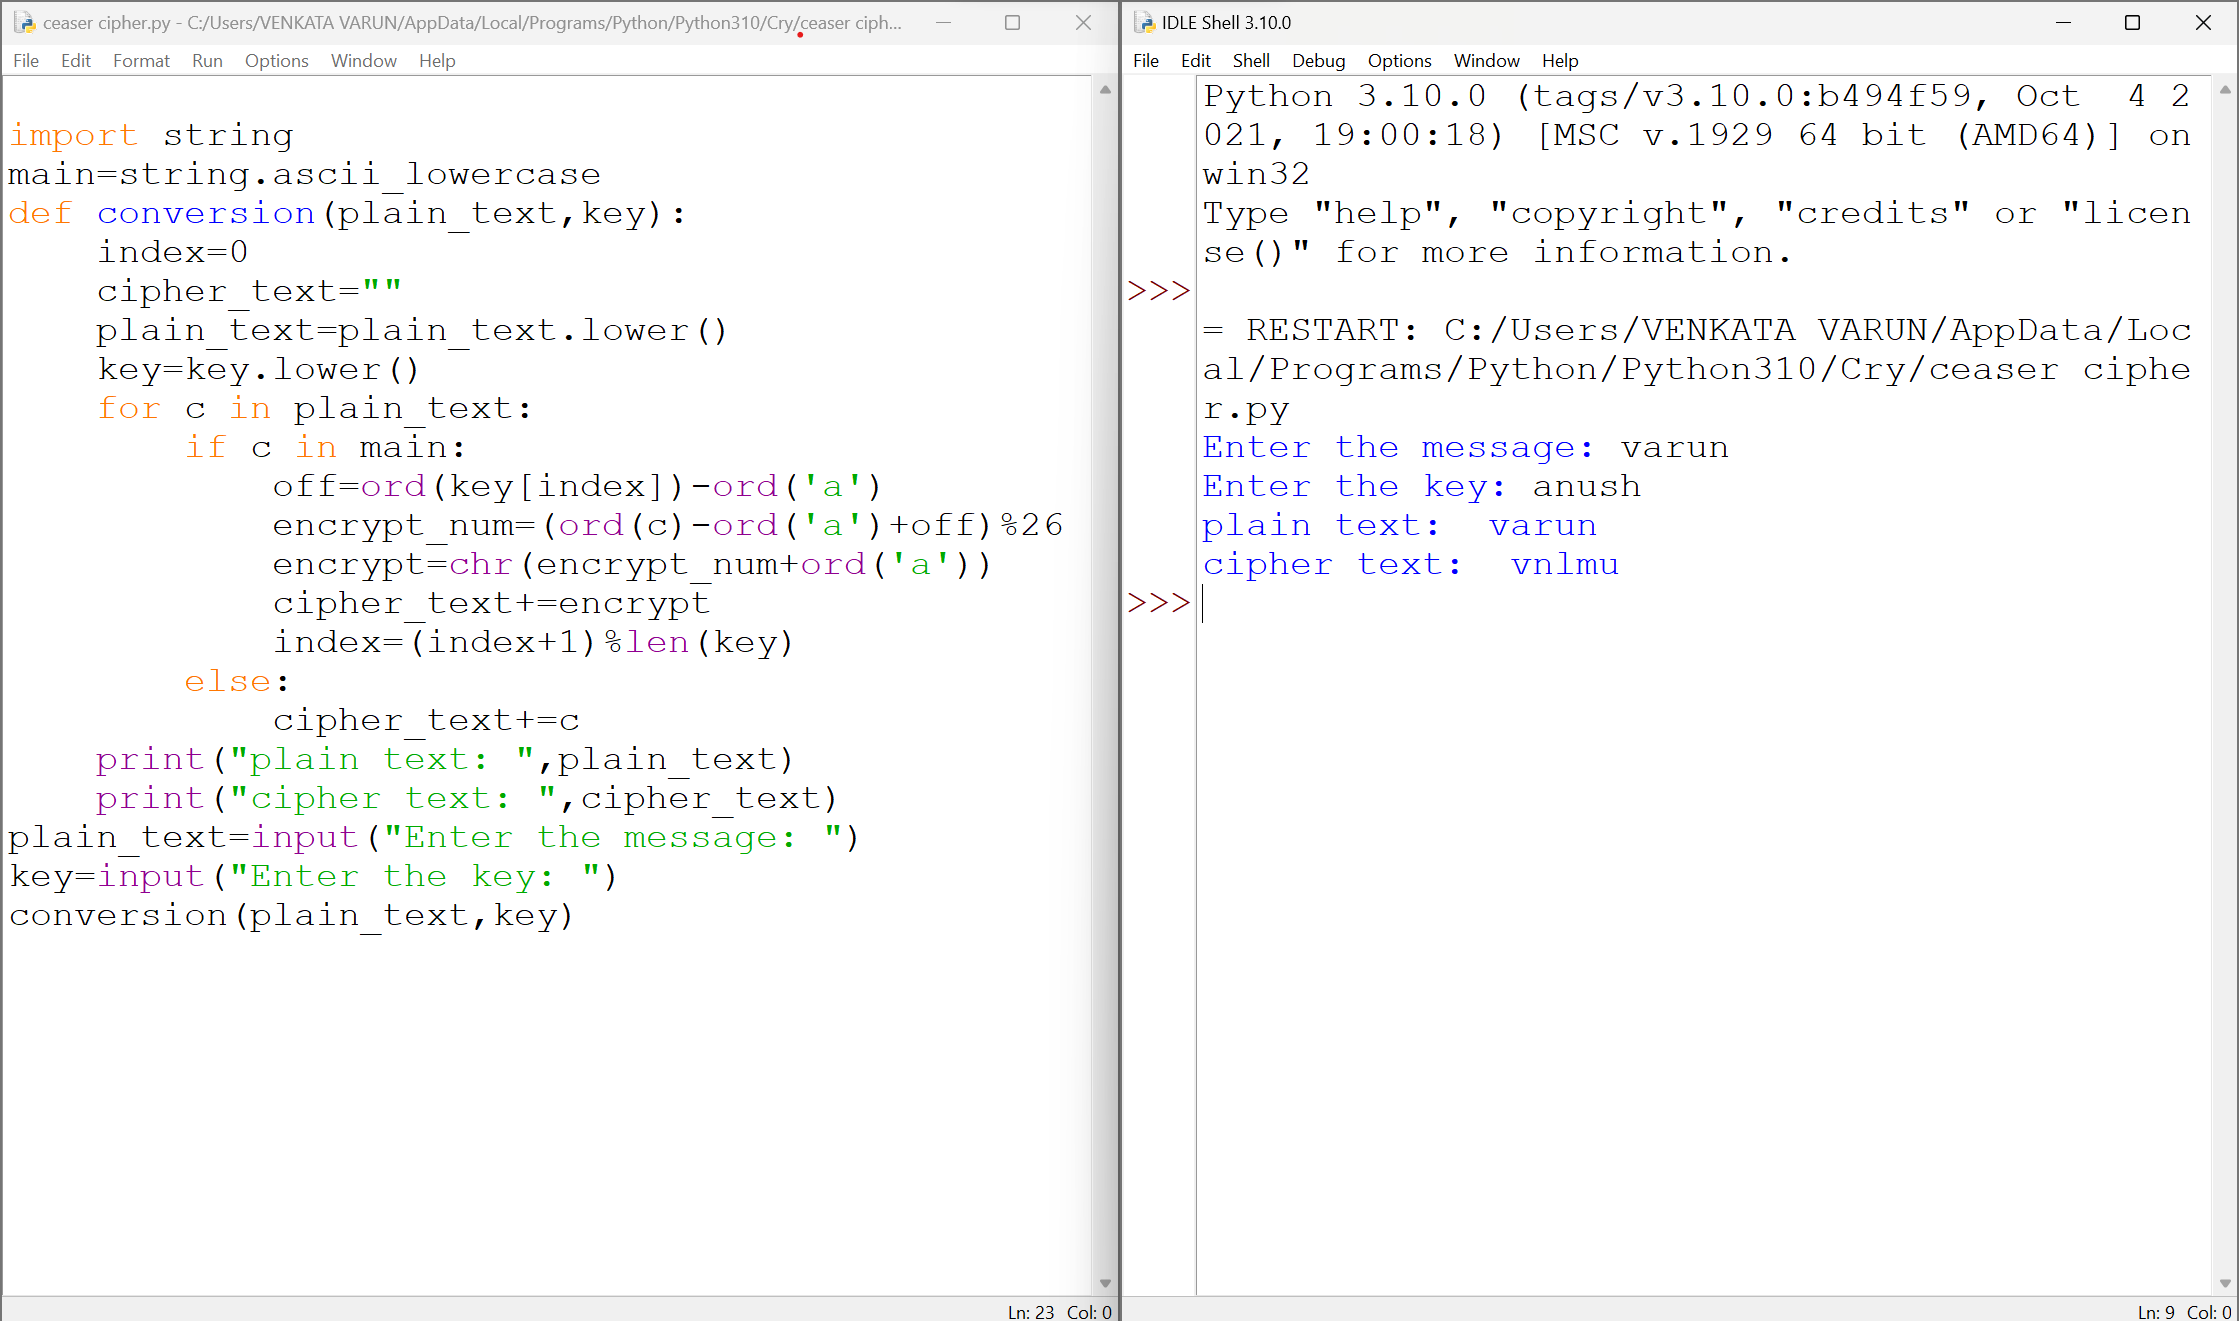 ceaser cipher.py - C:/Users/VENKATA VARUN/AppData/Local/Programs/Python/Python310/Cry/ceaser ciph...
File Edit Format Run Options Window Help
import string
main=string.ascii_lowercase
def conversion(plain_text,key):
    index=0
    cipher_text=""
    plain_text=plain_text.lower()
    key=key.lower()
    for c in plain_text:
        if c in main:
            off=ord(key[index])-ord('a')
            encrypt_num=(ord(c)-ord('a')+off)%26
            encrypt=chr(encrypt_num+ord('a'))
            cipher_text+=encrypt
            index=(index+1)%len(key)
        else:
            cipher_text+=c
    print("plain text: ",plain_text)
    print("cipher text: ",cipher_text)
plain_text=input("Enter the message: ")
key=input("Enter the key: ")
conversion(plain_text,key)
Ln: 23 Col: 0
IDLE Shell 3.10.0
File Edit Shell Debug Options Window Help
Python 3.10.0 (tags/v3.10.0:b494f59, Oct  4 2
021, 19:00:18) [MSC v.1929 64 bit (AMD64)] on
win32
Type "help", "copyright", "credits" or "licen
se()" for more information.
>>>
= RESTART: C:/Users/VENKATA VARUN/AppData/Loc
al/Programs/Python/Python310/Cry/ceaser ciphe
r.py
Enter the message: varun
Enter the key: anush
plain text:  varun
cipher text:  vnlmu
>>>
Ln: 9 Col: 0